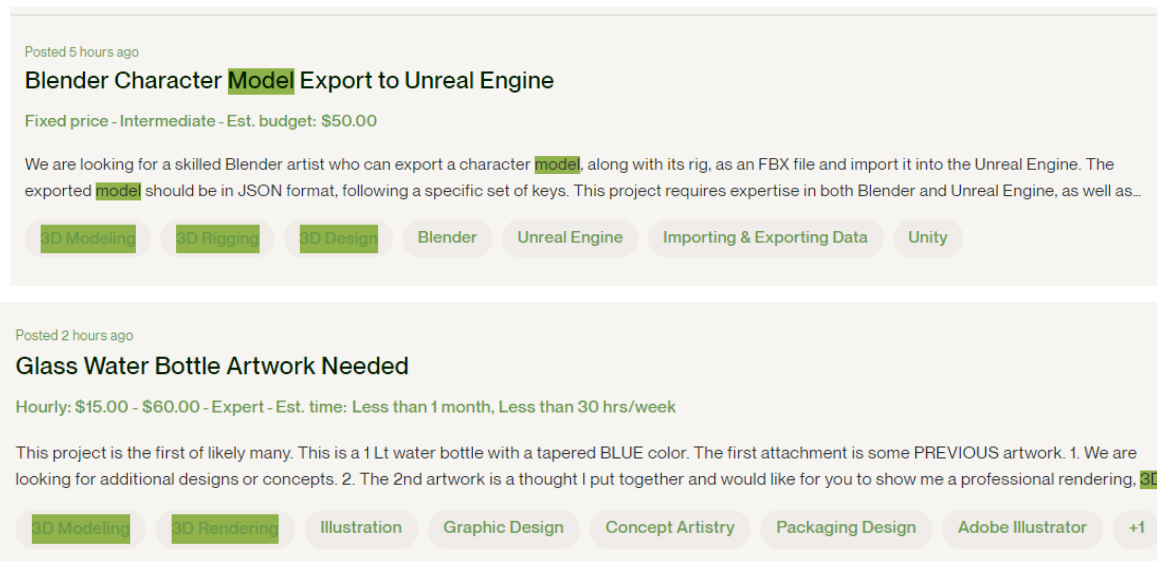 Posted 5 hours ago
Blender Character Model Export to Unreal Engine
Fixed price - Intermediate - Est. budget: $50.00
We are looking for a skilled Blender artist who can export a character model, along with its rig, as an FBX file and import it into the Unreal Engine. The
exported model should be in JSON format, following a specific set of keys. This project requires expertise in both Blender and Unreal Engine, as well as...
3D Modeling 3D Rigging 3D Design Blender Unreal Engine Importing & Exporting Data Unity
Posted 2 hours ago
Glass Water Bottle Artwork Needed
Hourly: $15.00 - $60.00 - Expert - Est. time: Less than 1 month, Less than 30 hrs/week
This project is the first of likely many. This is a 1 Lt water bottle with a tapered BLUE color. The first attachment is some PREVIOUS artwork. 1. We are
looking for additional designs or concepts. 2. The 2nd artwork is a thought I put together and would like for you to show me a professional rendering, 3D
3D Modeling 3D Rendering Illustration Graphic Design Concept Artistry Packaging Design Adobe Illustrator +1